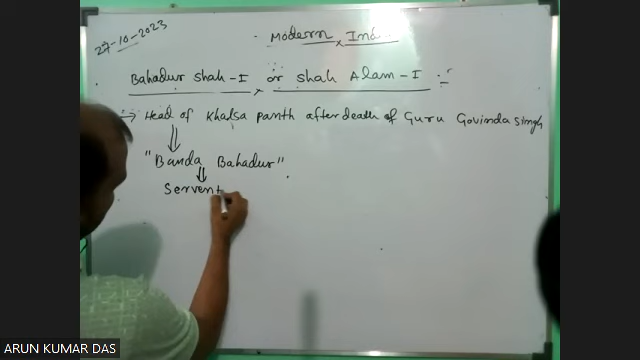 27-10-2023
Modern Ind
Bahadur Shah-I or Shah Alam-I :-
→ Head of Khalsa Panth after death of Guru Govinda Singh
"Banda Bahadur".
Servent
ARUN KUMAR DAS